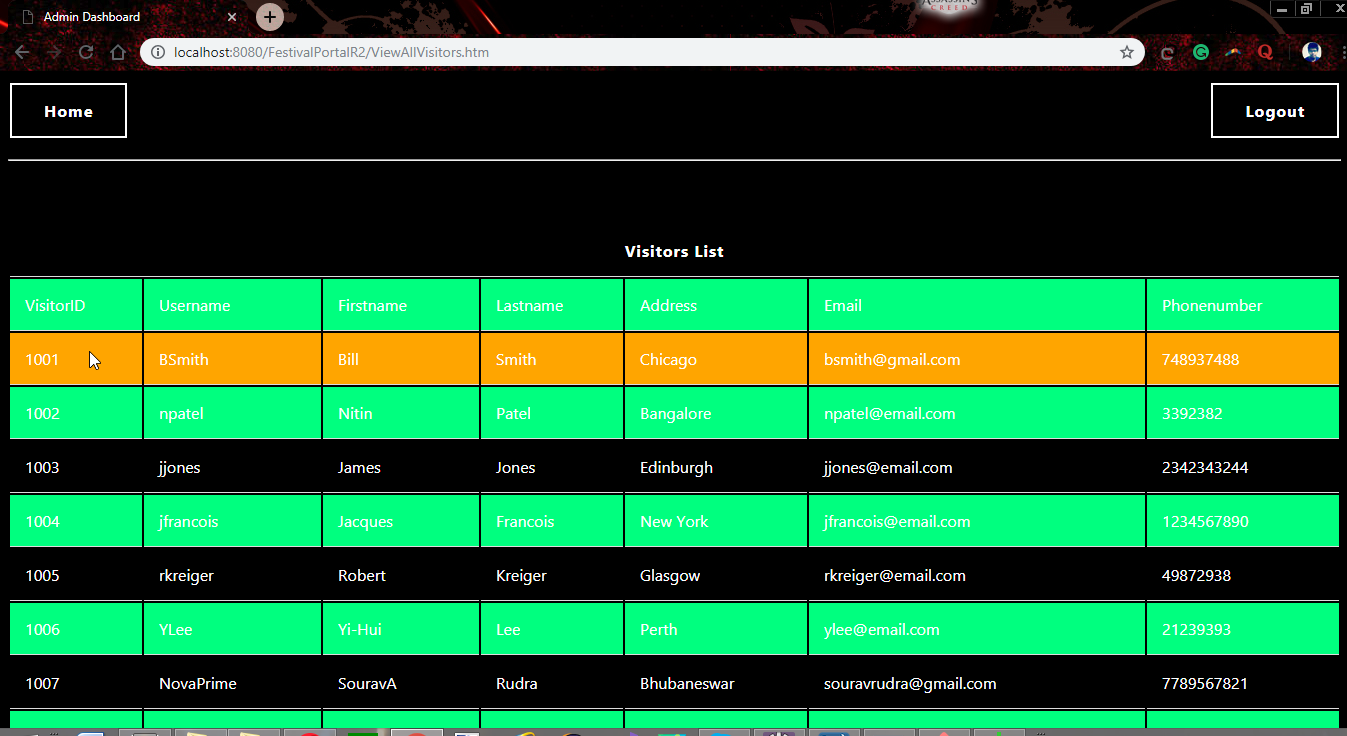 Admin Dashboard
ASSASSIN'S
CREED
localhost:8080/FestivalPortalR2/ViewAllVisitors.htm
Home Logout
Visitors List
VisitorID Username Firstname Lastname Address Email Phonenumber
1001 BSmith Bill Smith Chicago bsmith@gmail.com 748937488
1002 npatel Nitin Patel Bangalore npatel@email.com 3392382
1003 jjones James Jones Edinburgh jjones@email.com 2342343244
1004 jfrancois Jacques Francois New York jfrancois@email.com 1234567890
1005 rkreiger Robert Kreiger Glasgow rkreiger@email.com 49872938
1006 YLee Yi-Hui Lee Perth ylee@email.com 21239393
1007 NovaPrime SouravA Rudra Bhubaneswar souravrudra@gmail.com 7789567821